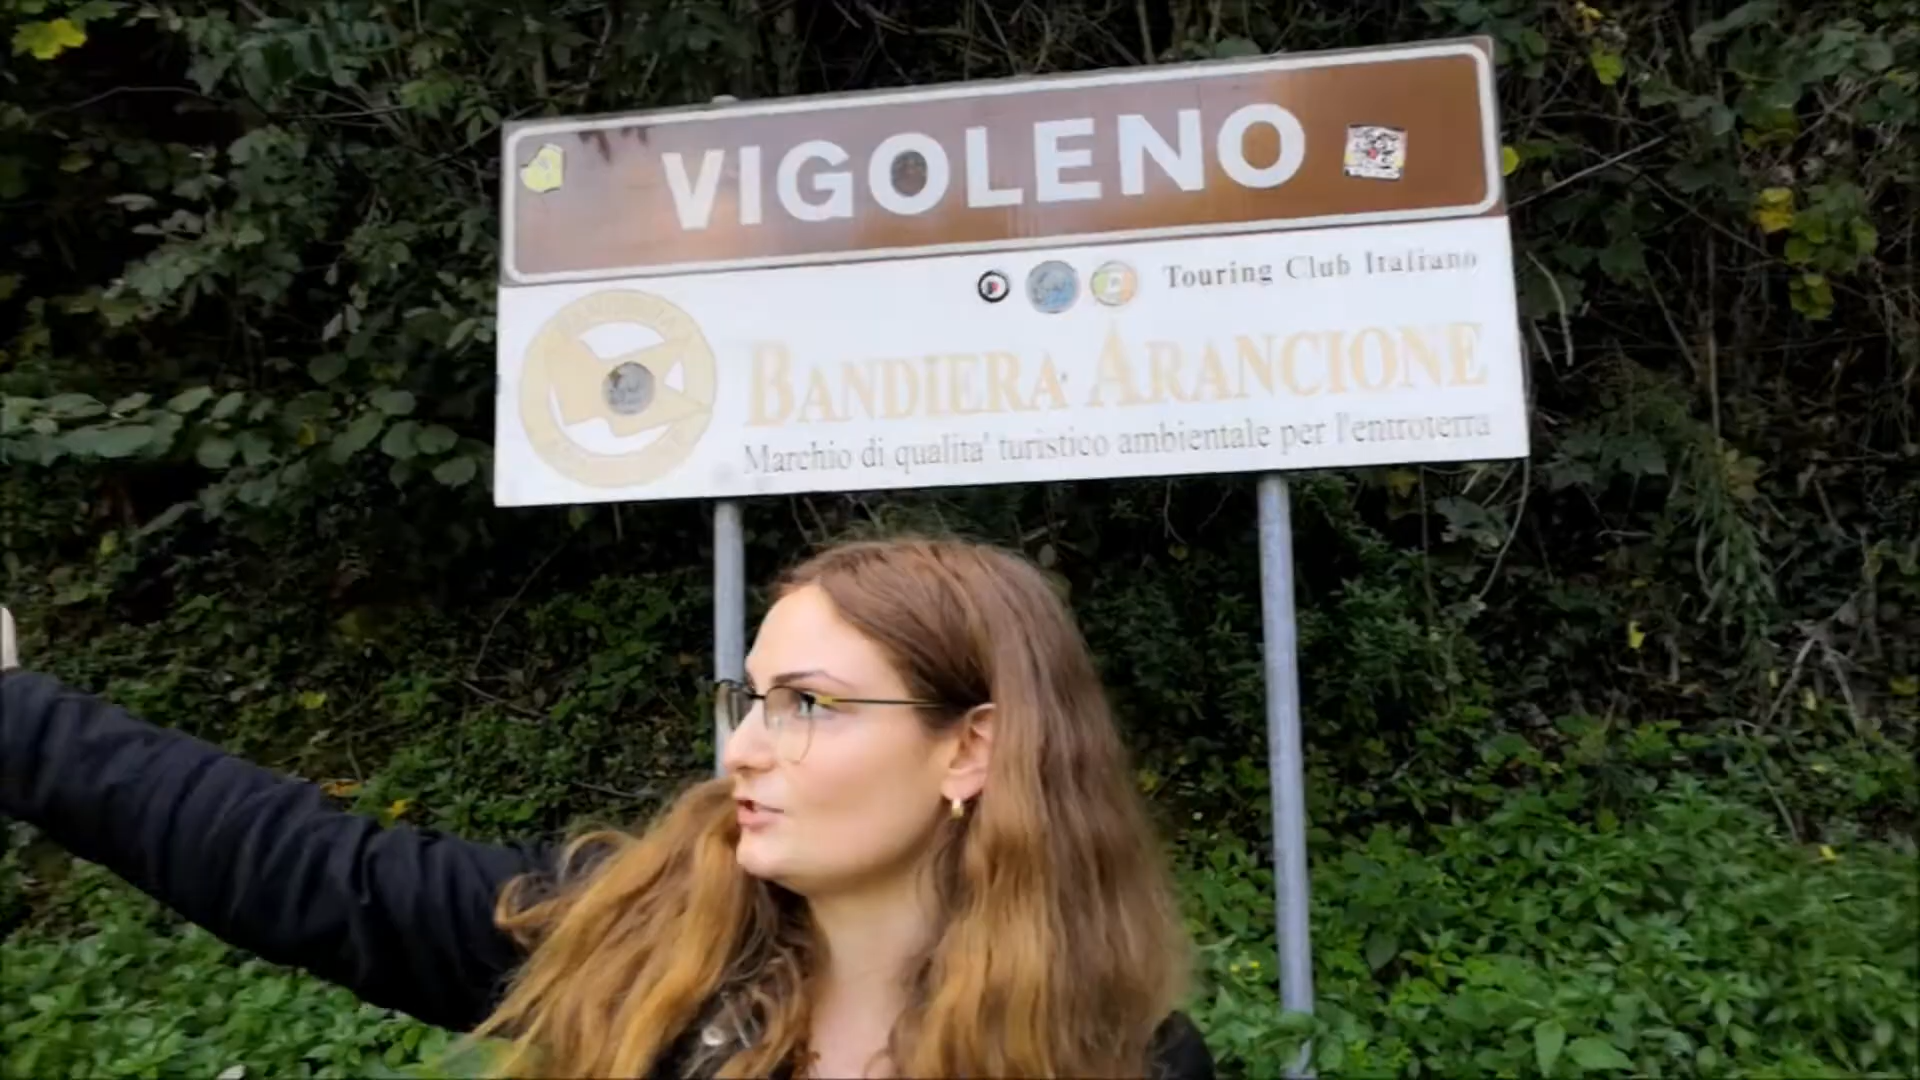 VIGOLENO
Touring Club Italiano
BANDIERA ARANCIONE
Marchio di qualita' turistico ambientale per l'entroterra